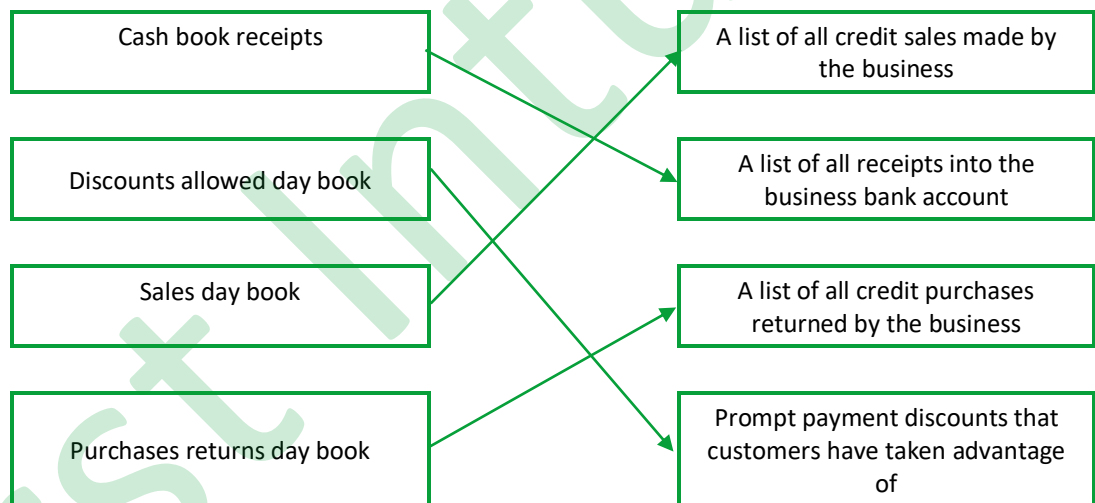 Cash book receipts
A list of all credit sales made by
the business
Discounts allowed day book
A list of all receipts into the
business bank account
Sales day book
A list of all credit purchases
returned by the business
Purchases returns day book
Prompt payment discounts that
customers have taken advantage
of